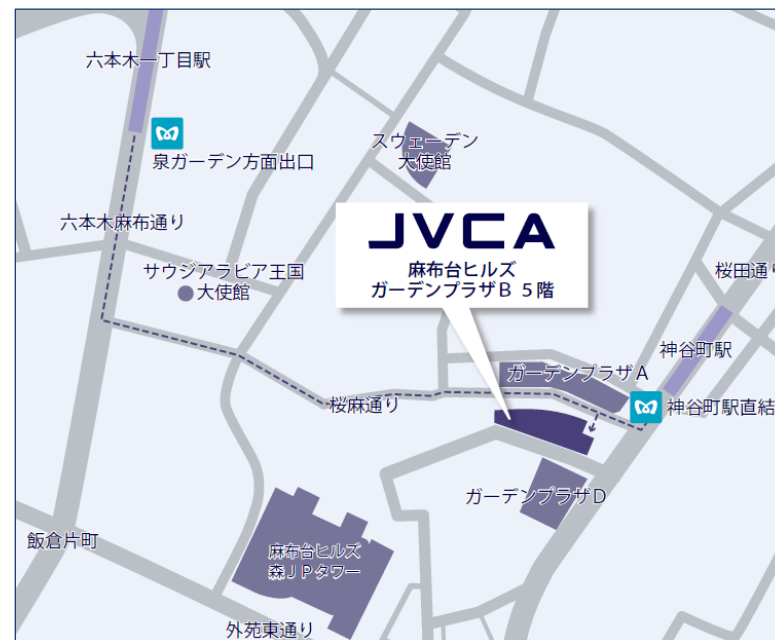 六本木一丁目駅
泉ガーデン方面出口
スウェーデン
大使館
六本木麻布通り
JVCA
麻布台ヒルズ
ガーデンプラザB 5階
サウジアラビア王国
大使館
桜田通り
神谷町駅
ガーデンプラザA
桜麻通り
神谷町駅直結
ガーデンプラザD
飯倉片町
麻布台ヒルズ
森JPタワー
外苑東通り